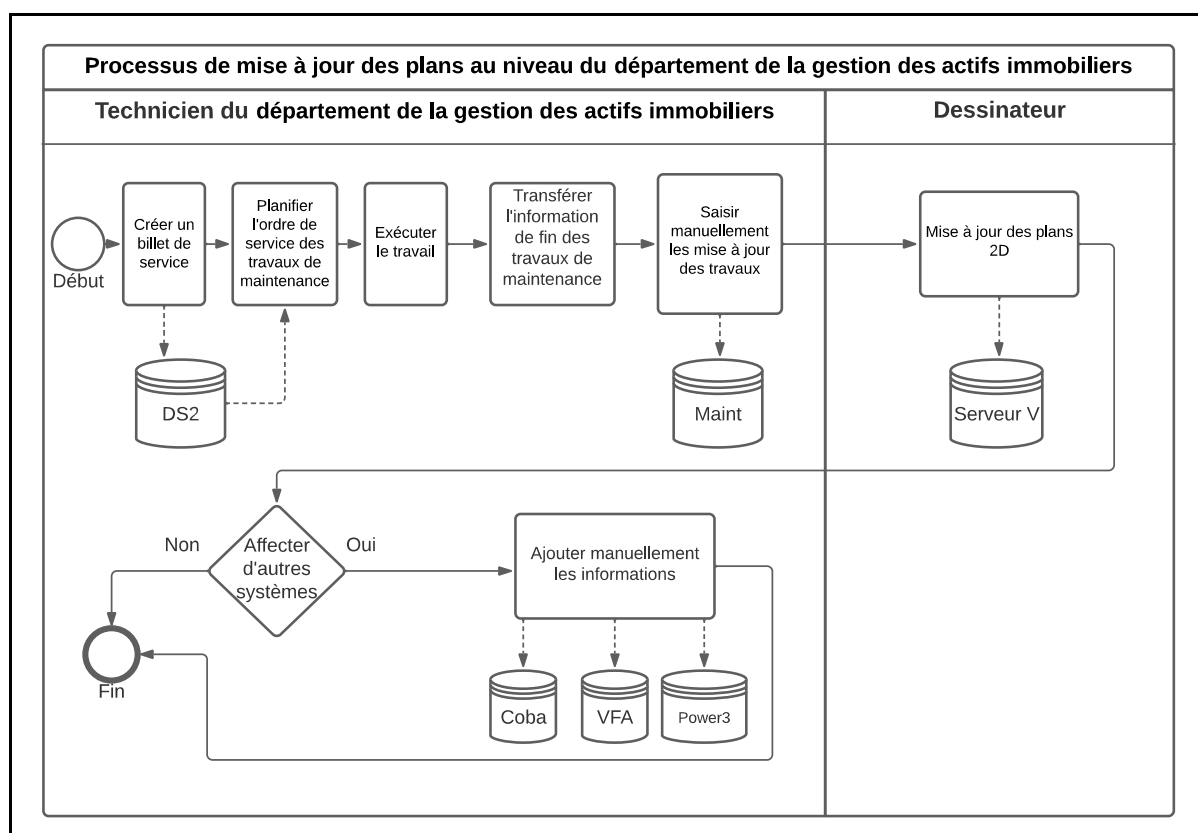 Processus de mise à jour des plans au niveau du département de la gestion des actifs immobiliers
Technicien du département de la gestion des actifs immobiliers
Dessinateur
Début
Créer un
billet de
service
Planifier
l'ordre de
service des
travaux de
maintenance
Exécuter
le travail
Transférer
l'information
de fin des
travaux de
maintenance
Saisir
manuellement
les mise à jour
des travaux
Mise à jour des plans
2D
DS2
Maint
Serveur V
Non
Affecter
d'autres
systèmes
Oui
Ajouter manuellement
les informations
Fin
Coba
VFA
Power3